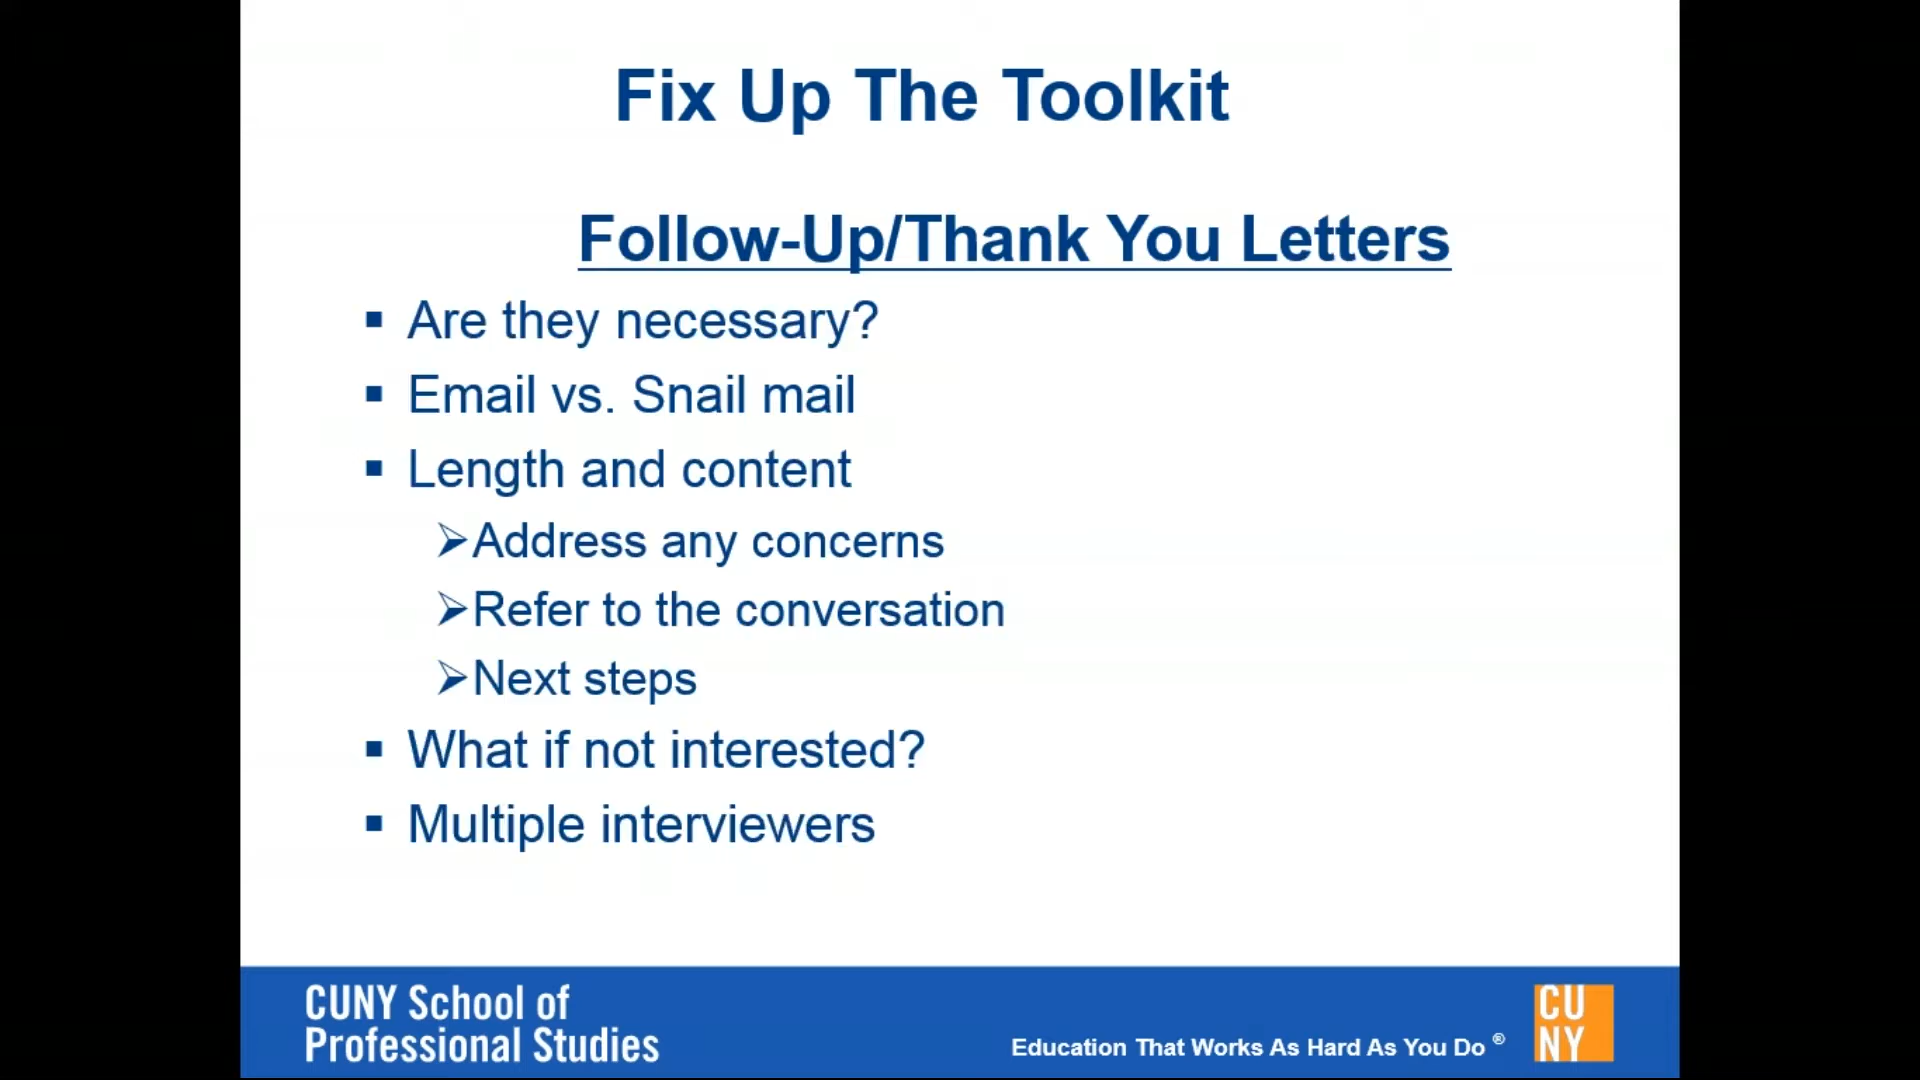 Fix Up The Toolkit
Follow-Up/Thank You Letters
▪ Are they necessary?
▪ Email vs. Snail mail
▪ Length and content
➢Address any concerns
➢Refer to the conversation
➢Next steps
▪ What if not interested?
▪ Multiple interviewers
CUNY School of
Professional Studies
Education That Works As Hard As You Do ®
CU
NY